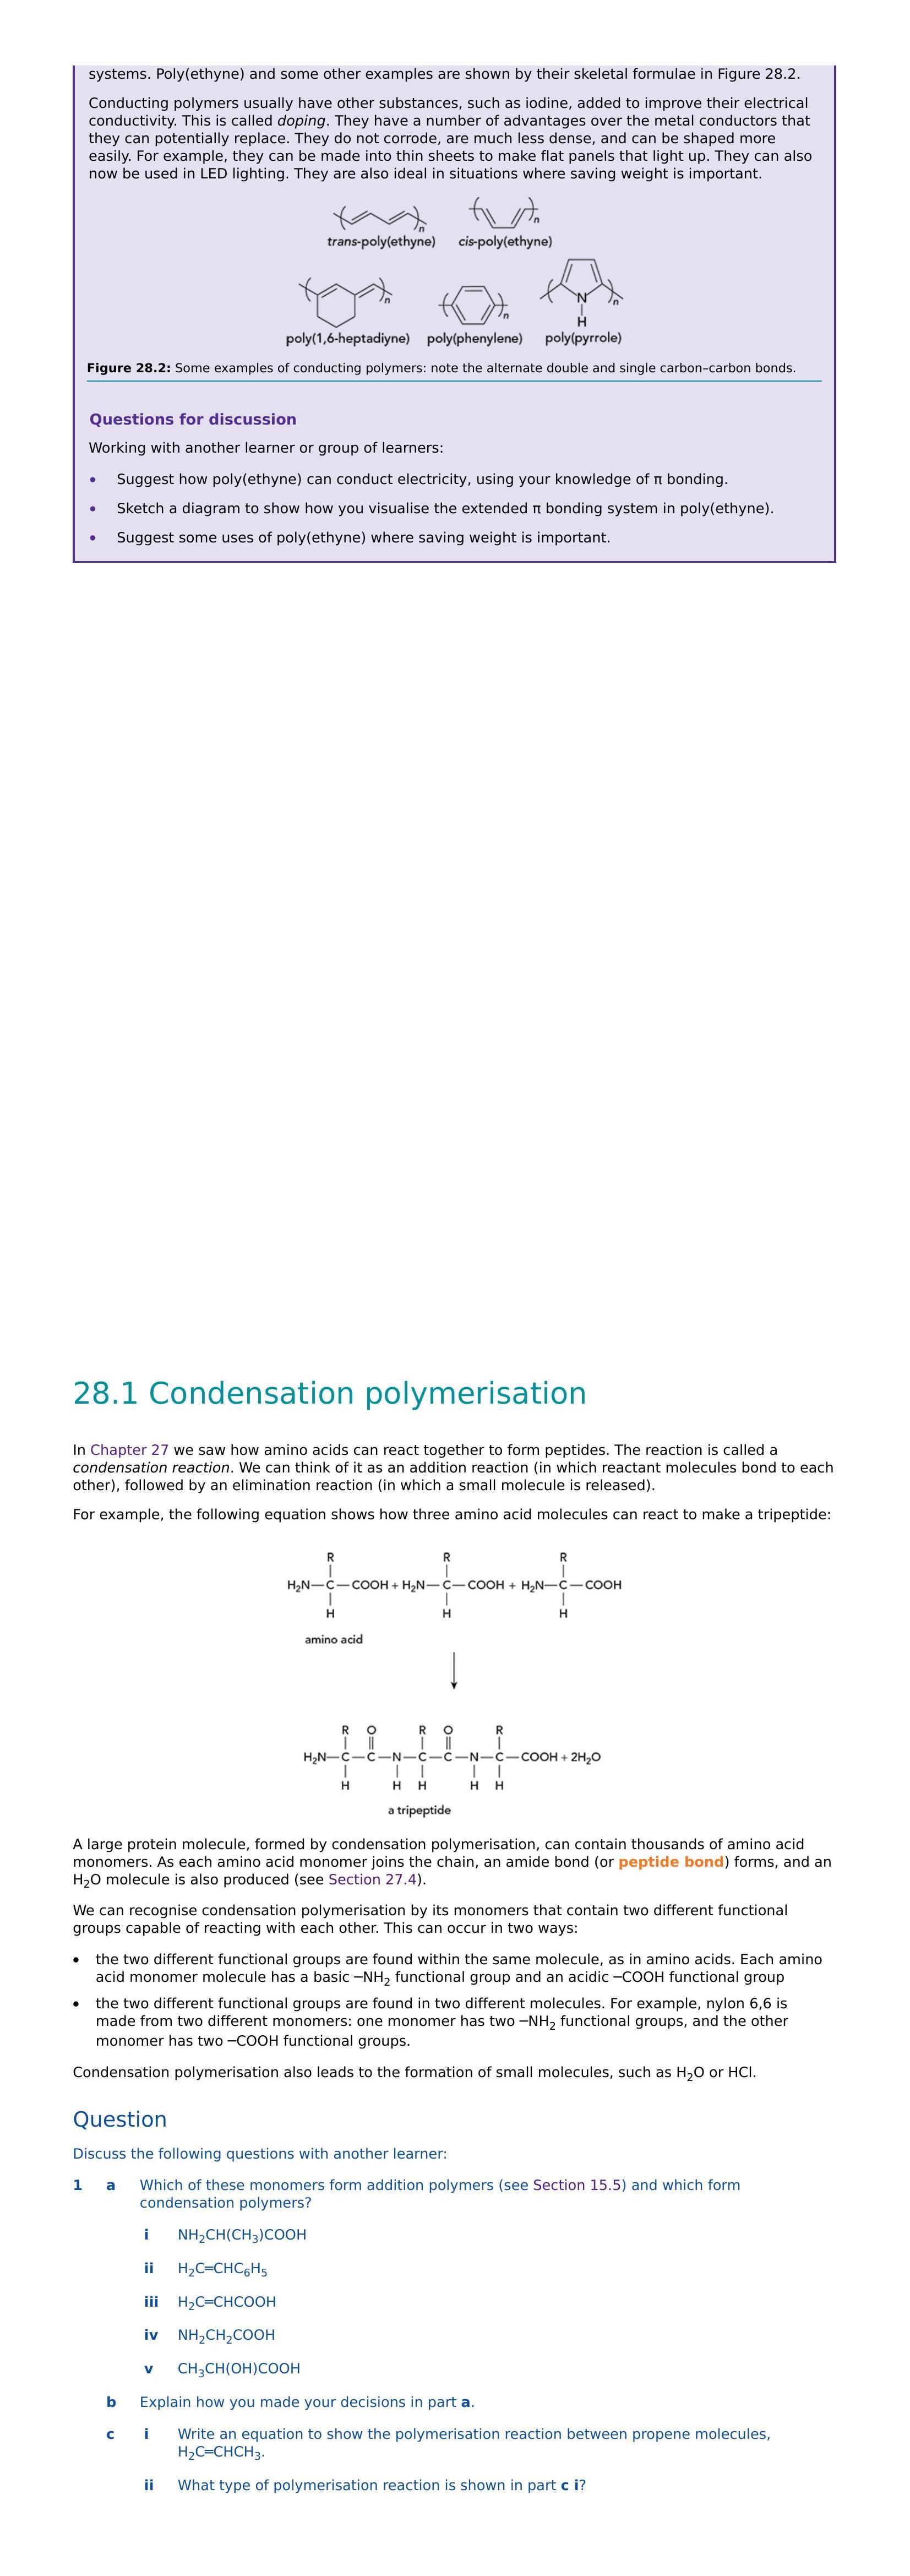 systems. Poly(ethyne) and some other examples are shown by their skeletal formulae in Figure 28.2.
Conducting polymers usually have other substances, such as iodine, added to improve their electrical
conductivity. This is called doping. They have a number of advantages over the metal conductors that
they can potentially replace. They do not corrode, are much less dense, and can be shaped more
easily. For example, they can be made into thin sheets to make flat panels that light up. They can also
now be used in LED lighting. They are also ideal in situations where saving weight is important.
n n
trans-poly(ethyne) cis-poly(ethyne)
n n N n
H
poly(1,6-heptadiyne) poly(phenylene) poly(pyrrole)
Figure 28.2: Some examples of conducting polymers: note the alternate double and single carbon–carbon bonds.
Questions for discussion
Working with another learner or group of learners:
• Suggest how poly(ethyne) can conduct electricity, using your knowledge of π bonding.
• Sketch a diagram to show how you visualise the extended π bonding system in poly(ethyne).
• Suggest some uses of poly(ethyne) where saving weight is important.
28.1 Condensation polymerisation
In Chapter 27 we saw how amino acids can react together to form peptides. The reaction is called a
condensation reaction. We can think of it as an addition reaction (in which reactant molecules bond to each
other), followed by an elimination reaction (in which a small molecule is released).
For example, the following equation shows how three amino acid molecules can react to make a tripeptide:
R R R
H₂N—C—COOH + H₂N—C—COOH + H₂N—C—COOH
H H H
amino acid
R O R O R
H₂N—C—C—N—C—C—N—C—COOH + 2H₂O
H H H H H
a tripeptide
A large protein molecule, formed by condensation polymerisation, can contain thousands of amino acid
monomers. As each amino acid monomer joins the chain, an amide bond (or peptide bond) forms, and an
H₂O molecule is also produced (see Section 27.4).
We can recognise condensation polymerisation by its monomers that contain two different functional
groups capable of reacting with each other. This can occur in two ways:
• the two different functional groups are found within the same molecule, as in amino acids. Each amino
acid monomer molecule has a basic ─NH₂ functional group and an acidic ─COOH functional group
• the two different functional groups are found in two different molecules. For example, nylon 6,6 is
made from two different monomers: one monomer has two ─NH₂ functional groups, and the other
monomer has two ─COOH functional groups.
Condensation polymerisation also leads to the formation of small molecules, such as H₂O or HCl.
Question
Discuss the following questions with another learner:
1 a Which of these monomers form addition polymers (see Section 15.5) and which form
condensation polymers?
i NH₂CH(CH₃)COOH
ii H₂C═CHC₆H₅
iii H₂C═CHCOOH
iv NH₂CH₂COOH
v CH₃CH(OH)COOH
b Explain how you made your decisions in part a.
c i Write an equation to show the polymerisation reaction between propene molecules,
H₂C═CHCH₃.
ii What type of polymerisation reaction is shown in part c i?